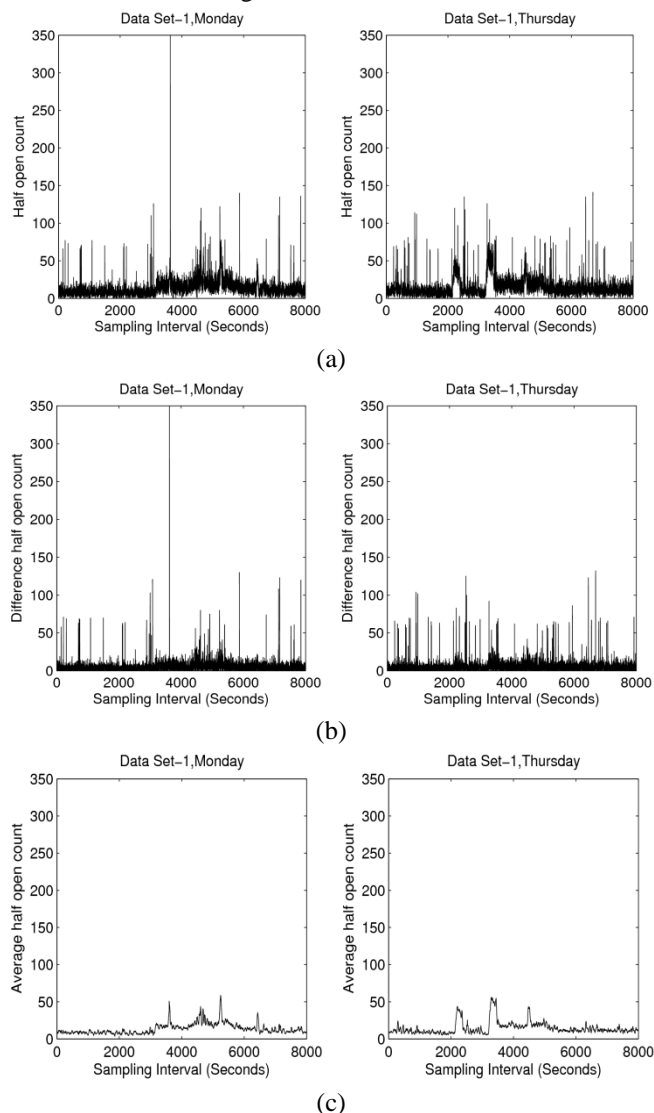 Data Set-1,Monday
350
300
250
200
150
100
50
0
Half open count
0 2000 4000 6000 8000
Sampling Interval (Seconds)
Data Set-1,Thursday
350
300
250
200
150
100
50
0
Half open count
0 2000 4000 6000 8000
Sampling Interval (Seconds)
(a)
Data Set-1,Monday
350
300
250
200
150
100
50
0
Difference half open count
0 2000 4000 6000 8000
Sampling Interval (Seconds)
Data Set-1,Thursday
350
300
250
200
150
100
50
0
Difference half open count
0 2000 4000 6000 8000
Sampling Interval (Seconds)
(b)
Data Set-1,Monday
350
300
250
200
150
100
50
0
Average half open count
0 2000 4000 6000 8000
Sampling Interval (Seconds)
Data Set-1,Thursday
350
300
250
200
150
100
50
0
Average half open count
0 2000 4000 6000 8000
Sampling Interval (Seconds)
(c)